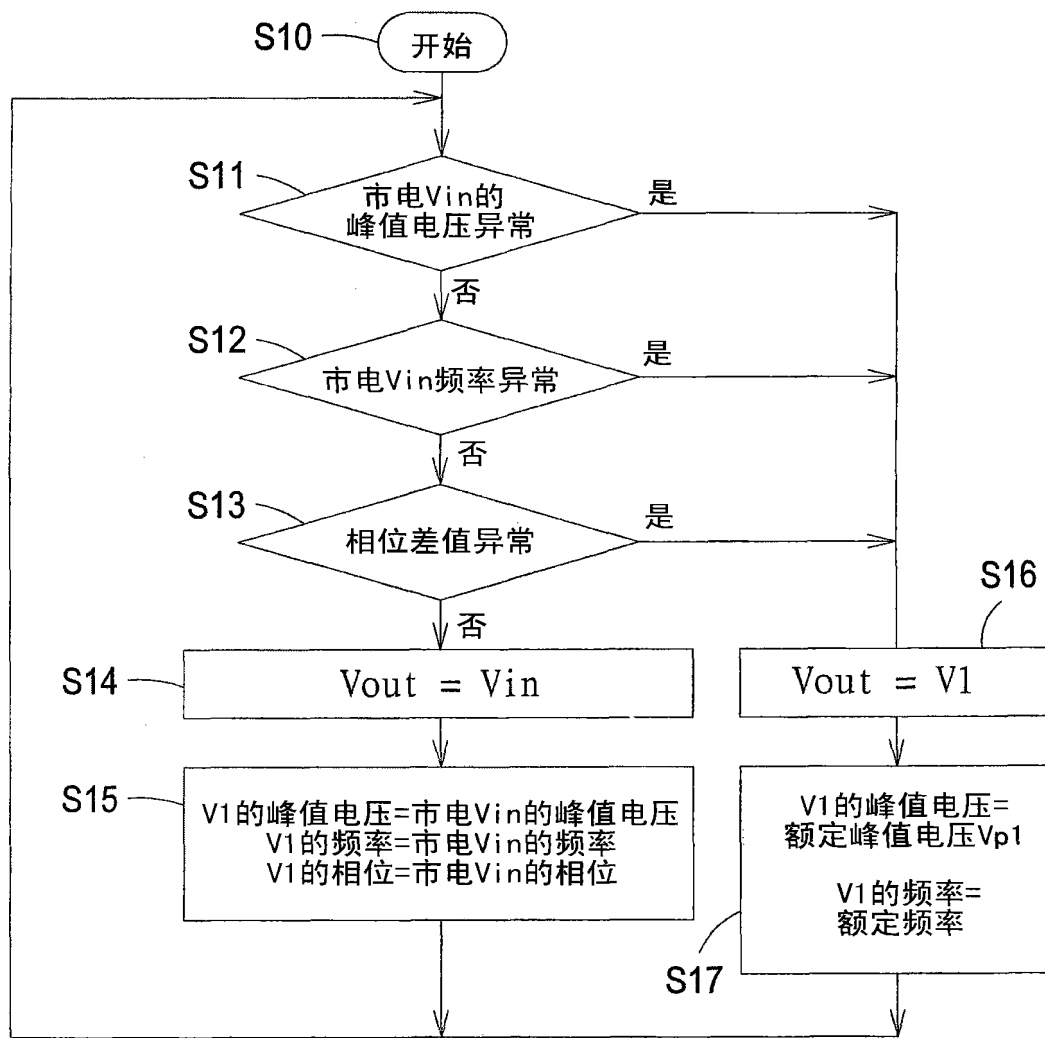 S10
开始
S11
市电Vin的
峰值电压异常
是
否
S12
市电Vin频率异常
是
否
S13
相位差值异常
是
否
S14
Vout = Vin
S16
Vout = V1
S15
V1的峰值电压=市电Vin的峰值电压
V1的频率=市电Vin的频率
V1的相位=市电Vin的相位
V1的峰值电压=
额定峰值电压Vp1
V1的频率=
额定频率
S17